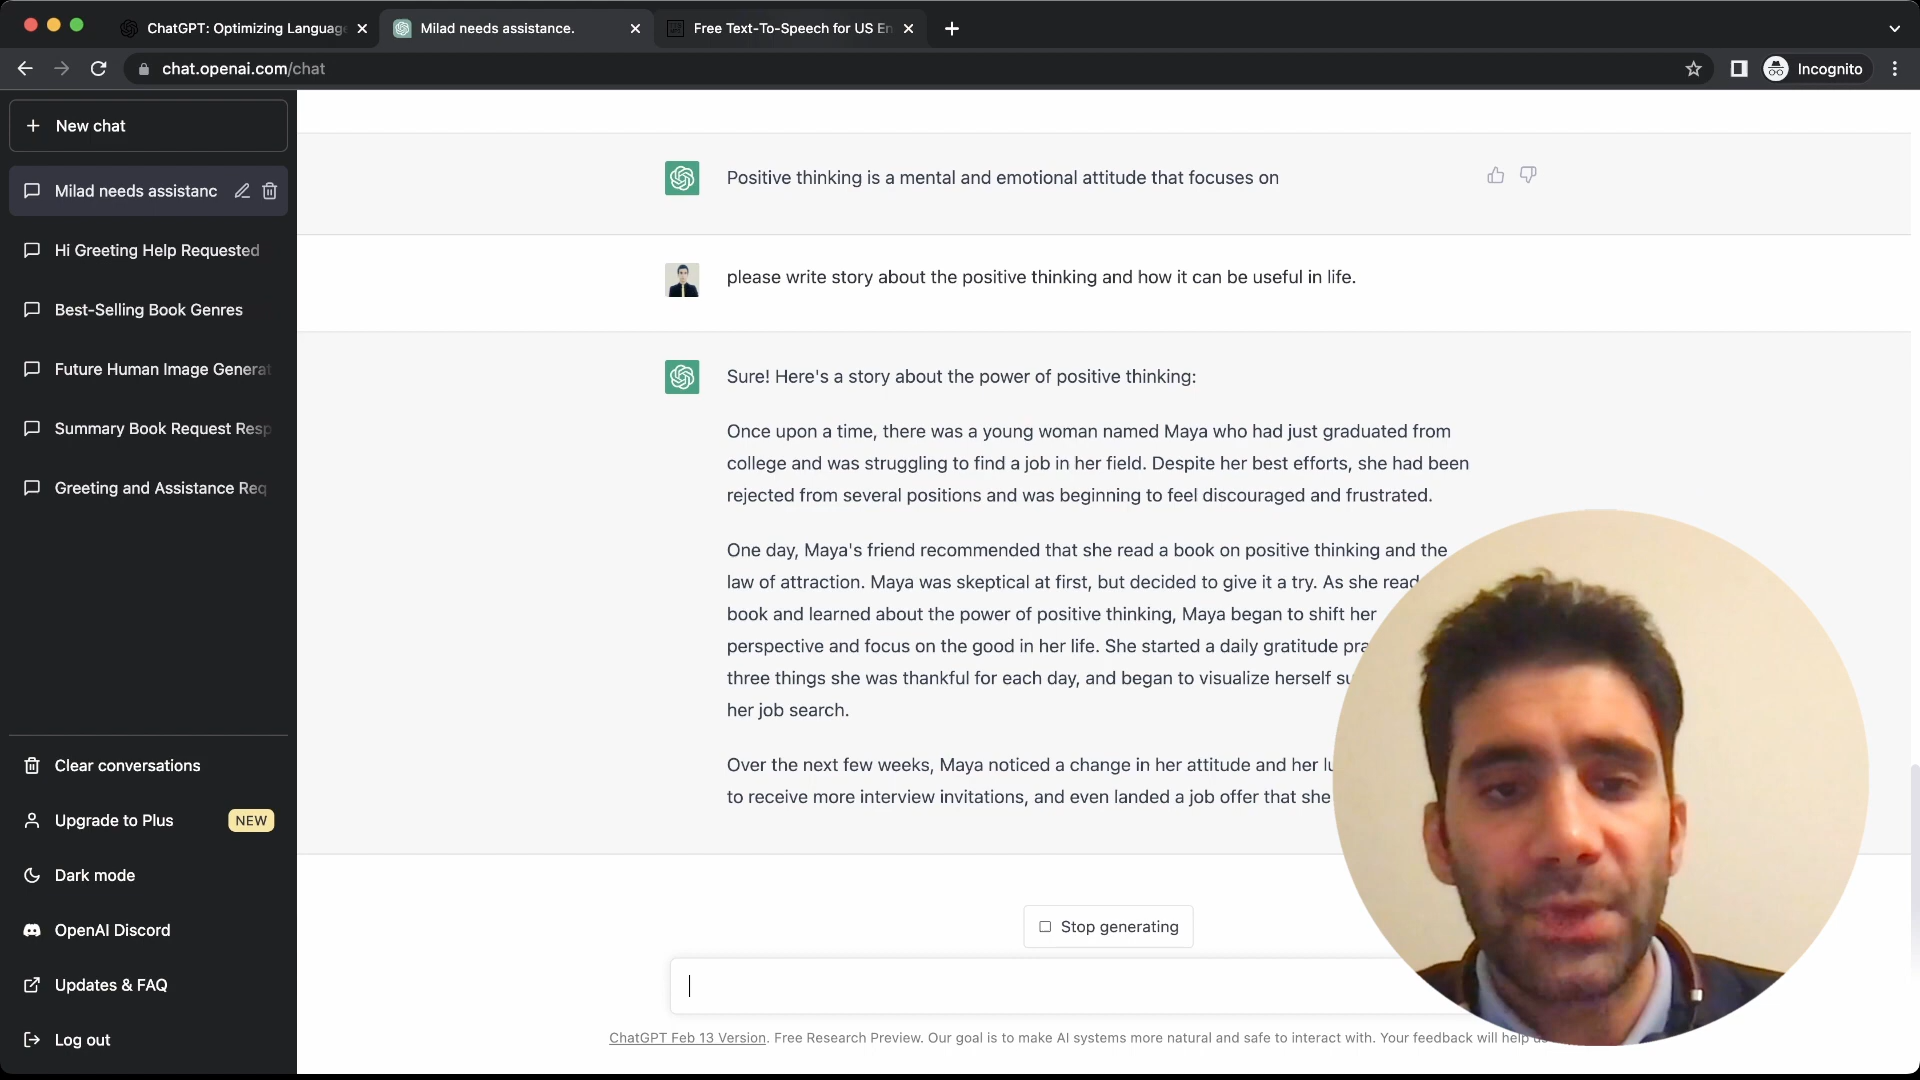 ChatGPT: Optimizing Language
Milad needs assistance.
Free Text-To-Speech for US En
chat.openai.com/chat
Incognito
New chat
Milad needs assistanc
Hi Greeting Help Requested
Best-Selling Book Genres
Future Human Image Generat
Summary Book Request Resp
Greeting and Assistance Req
Clear conversations
Upgrade to Plus
NEW
Dark mode
OpenAI Discord
Updates & FAQ
Log out
Positive thinking is a mental and emotional attitude that focuses on
please write story about the positive thinking and how it can be useful in life.
Sure! Here's a story about the power of positive thinking:
Once upon a time, there was a young woman named Maya who had just graduated from
college and was struggling to find a job in her field. Despite her best efforts, she had been
rejected from several positions and was beginning to feel discouraged and frustrated.
One day, Maya's friend recommended that she read a book on positive thinking and the
law of attraction. Maya was skeptical at first, but decided to give it a try. As she read
book and learned about the power of positive thinking, Maya began to shift her
perspective and focus on the good in her life. She started a daily gratitude pra
three things she was thankful for each day, and began to visualize herself su
her job search.
Over the next few weeks, Maya noticed a change in her attitude and her lu
to receive more interview invitations, and even landed a job offer that she
Stop generating
ChatGPT Feb 13 Version. Free Research Preview. Our goal is to make AI systems more natural and safe to interact with. Your feedback will help